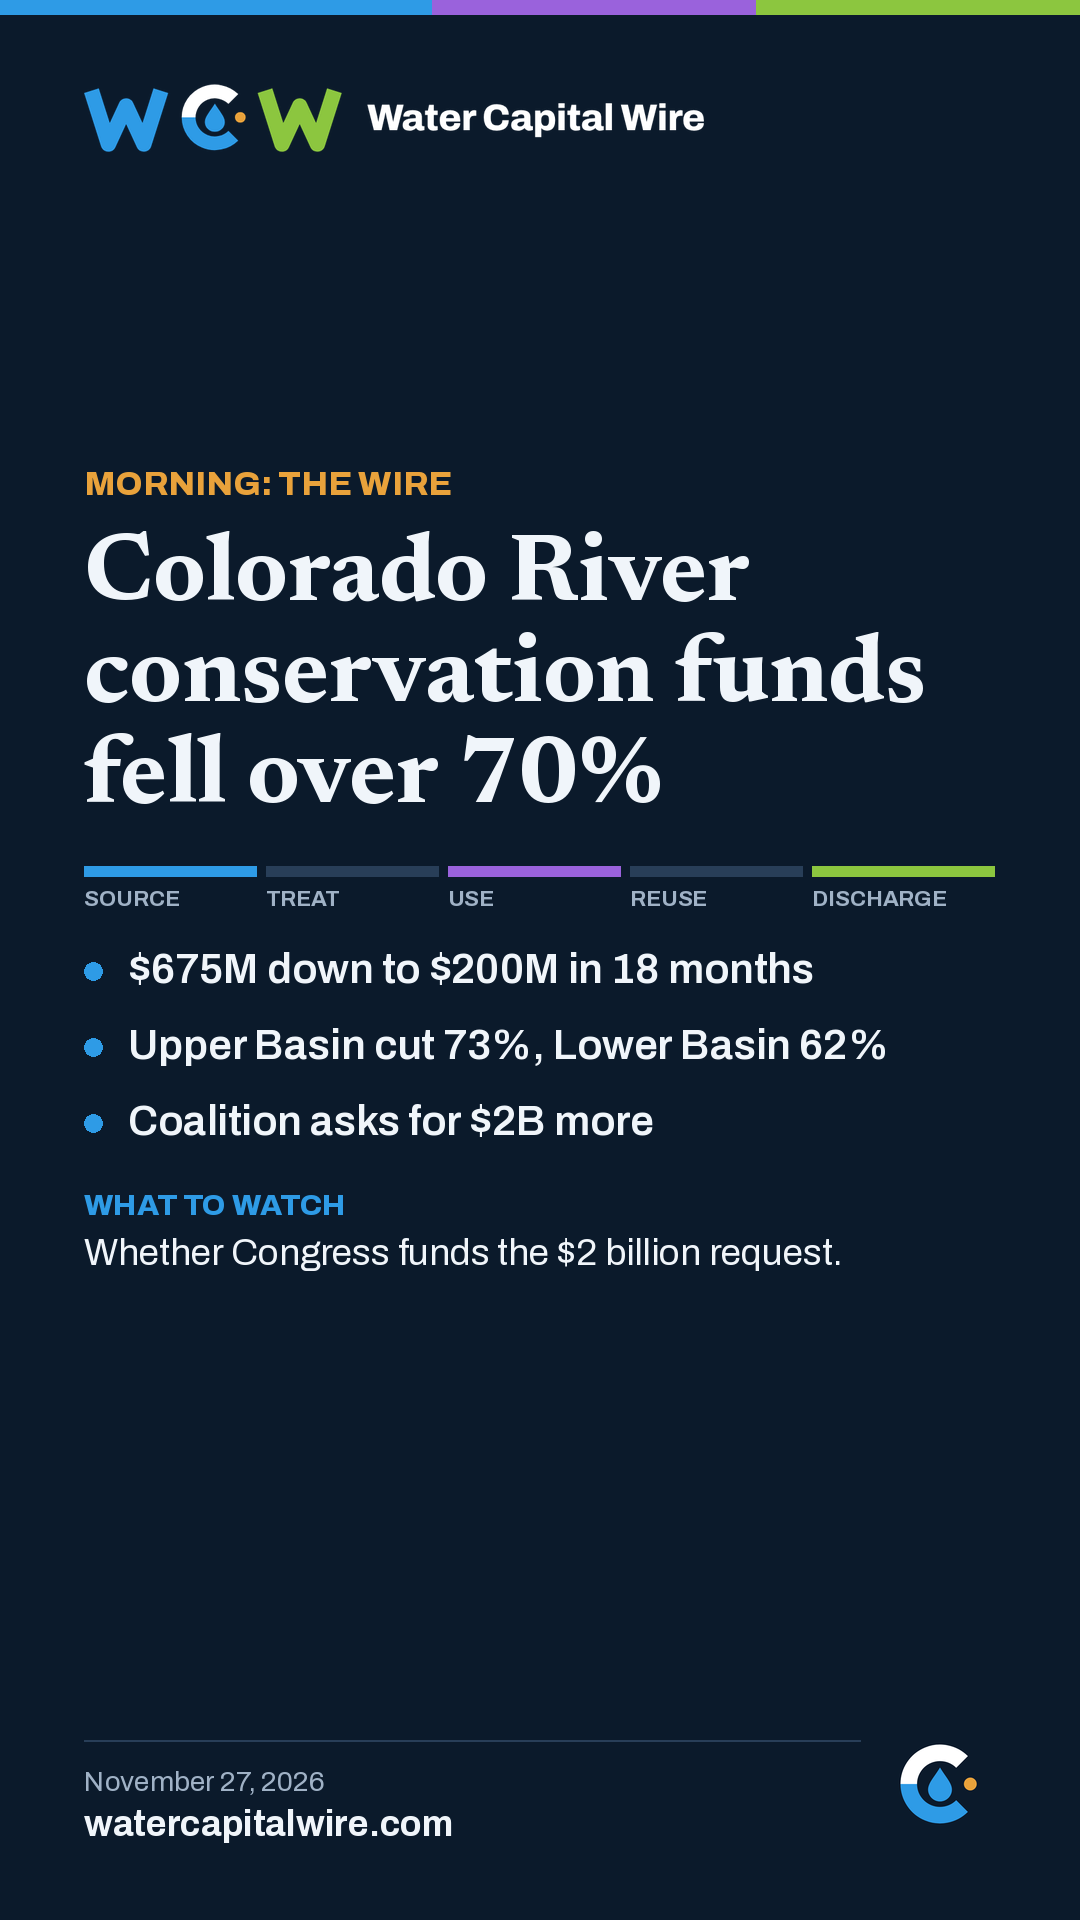 WCW Water Capital Wire
MORNING: THE WIRE
Colorado River
conservation funds
fell over 70%
SOURCE TREAT USE REUSE DISCHARGE
$675M down to $200M in 18 months
Upper Basin cut 73%, Lower Basin 62%
Coalition asks for $2B more
WHAT TO WATCH
Whether Congress funds the $2 billion request.
November 27, 2026
watercapitalwire.com